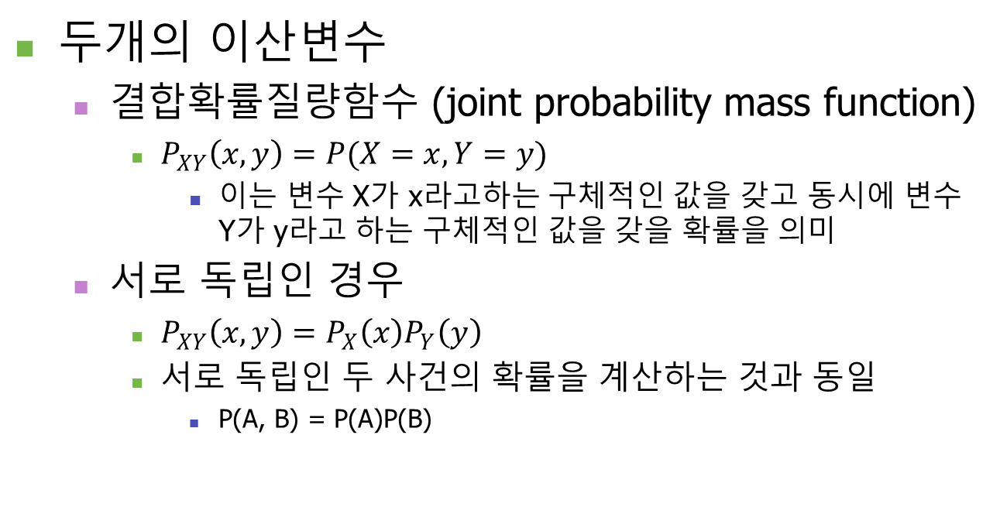 두개의 이산변수
결합확률질량함수 (joint probability mass function)
P_{XY}(x, y) = P(X = x, Y = y)
이는 변수 X가 x라고하는 구체적인 값을 갖고 동시에 변수
Y가 y라고 하는 구체적인 값을 갖을 확률을 의미
서로 독립인 경우
P_{XY}(x, y) = P_X(x)P_Y(y)
서로 독립인 두 사건의 확률을 계산하는 것과 동일
P(A, B) = P(A)P(B)